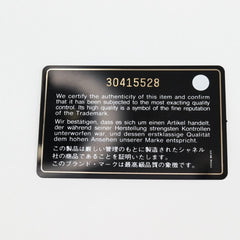 30415528
We certify the authenticity of this item and confirm
that it has been subjected to the most exacting quality
control. Its high quality is a symbol of the fine reputation
of the Trademark.
Wir bestätigen, dass es sich um einen Artikel handelt,
der während seiner Herstellung strengsten Kontrollen
unterworfen war, und dessen erstklassige Qualität
dem hohen Ansehen unserer Marke entspricht.
この製品は厳しい管理のもとに製造されたシャネル
社の商品であることを証明いたします。
このブランド・マークは最高級品質の象徴です。